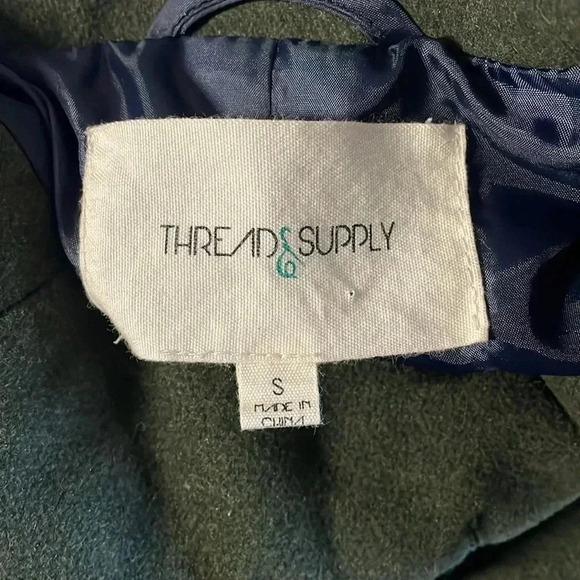 THREAD & SUPPLY
S
MADE IN
CHINA